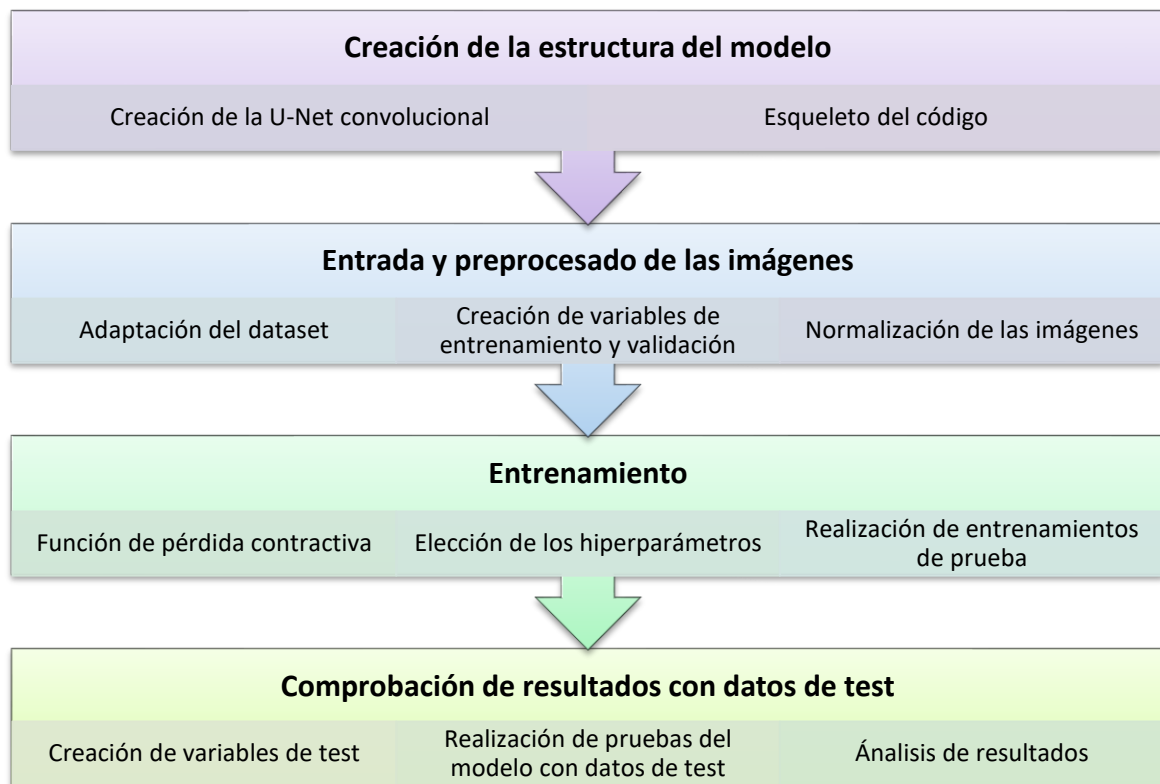 Creación de la estructura del modelo
Creación de la U-Net convolucional
Esqueleto del código
Entrada y preprocesado de las imágenes
Adaptación del dataset
Creación de variables de
entrenamiento y validación
Normalización de las imágenes
Entrenamiento
Función de pérdida contractiva
Elección de los hiperparámetros
Realización de entrenamientos
de prueba
Comprobación de resultados con datos de test
Creación de variables de test
Realización de pruebas del
modelo con datos de test
Ánalisis de resultados